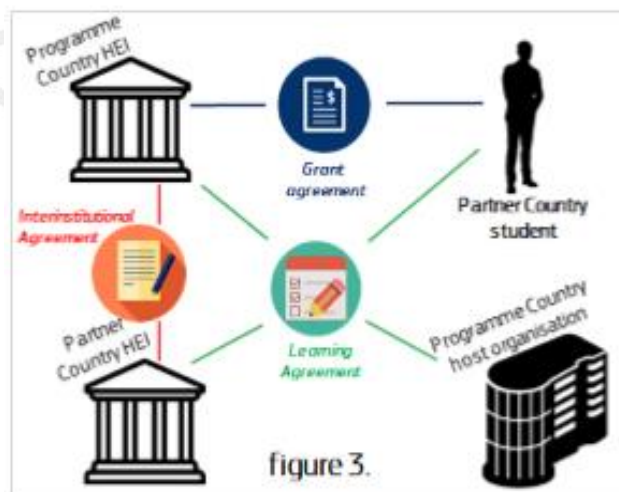 Programme
Country HEI
$
Grant
agreement
Partner Country
student
Interinstitutional
Agreement
Partner
Country HEI
Learning
Agreement
Programme Country
host organisation
figure 3.